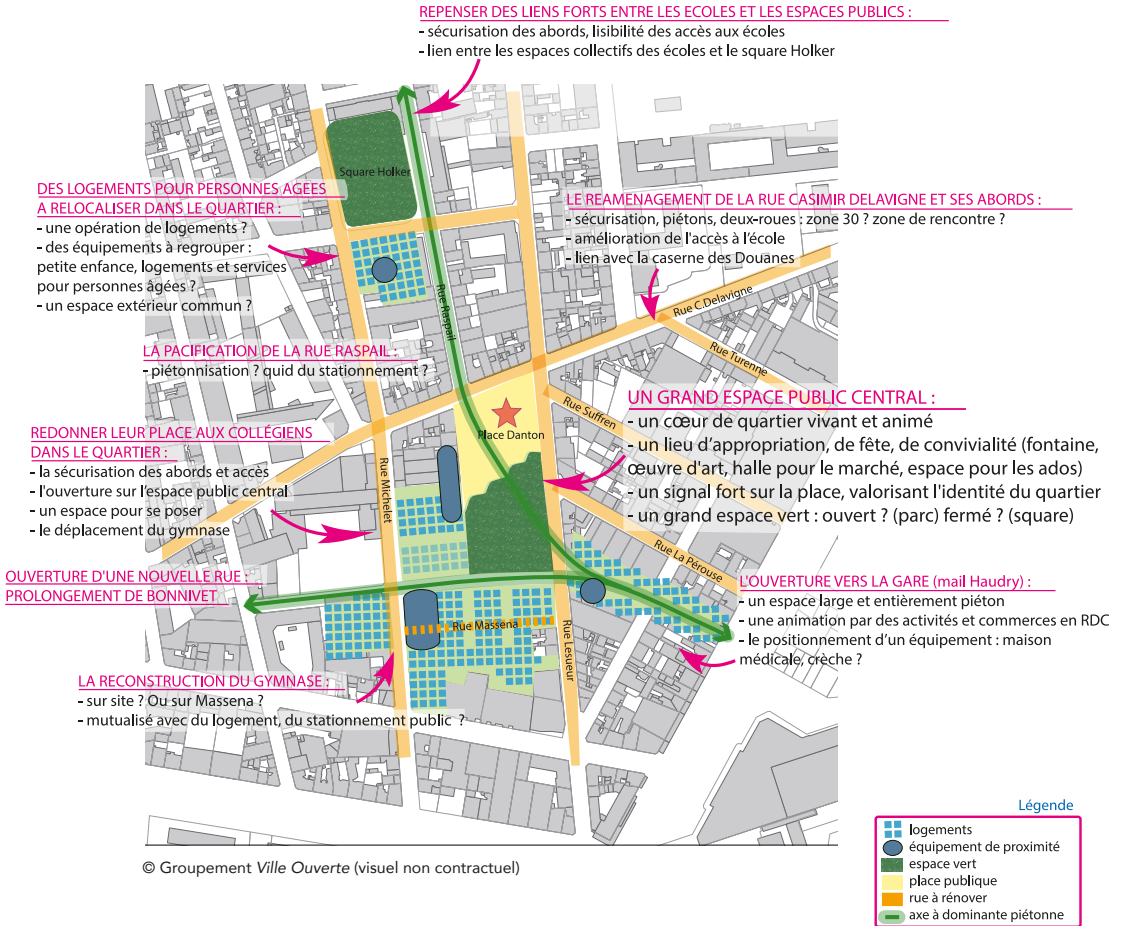 REPENSER DES LIENS FORTS ENTRE LES ECOLES ET LES ESPACES PUBLICS :
- sécurisation des abords, lisibilité des accès aux écoles
- lien entre les espaces collectifs des écoles et le square Holker
Square Holker
DES LOGEMENTS POUR PERSONNES AGEES
A RELOCALISER DANS LE QUARTIER :
- une opération de logements ?
- des équipements à regrouper :
petite enfance, logements et services
pour personnes âgées ?
- un espace extérieur commun ?
LE REAMENAGEMENT DE LA RUE CASIMIR DELAVIGNE ET SES ABORDS :
- sécurisation, piétons, deux-roues : zone 30 ? zone de rencontre ?
- amélioration de l'accès à l'école
- lien avec la caserne des Douanes
Rue Raspail
Rue C.Delavigne
Rue Turenne
LA PACIFICATION DE LA RUE RASPAIL :
- piétonnisation ? quid du stationnement ?
Rue Suffren
UN GRAND ESPACE PUBLIC CENTRAL :
- un cœur de quartier vivant et animé
- un lieu d'appropriation, de fête, de convivialité (fontaine,
œuvre d'art, halle pour le marché, espace pour les ados)
- un signal fort sur la place, valorisant l'identité du quartier
- un grand espace vert : ouvert ? (parc) fermé ? (square)
Place Danton
REDONNER LEUR PLACE AUX COLLÉGIENS
DANS LE QUARTIER :
- la sécurisation des abords et accès
- l'ouverture sur l'espace public central
- un espace pour se poser
- le déplacement du gymnase
Rue Michelet
Rue La Pérouse
OUVERTURE D'UNE NOUVELLE RUE :
PROLONGEMENT DE BONNIVET
L'OUVERTURE VERS LA GARE (mail Haudry) :
- un espace large et entièrement piéton
- une animation par des activités et commerces en RDC
- le positionnement d'un équipement : maison
médicale, crèche ?
Rue Massena
Rue Lesueur
LA RECONSTRUCTION DU GYMNASE :
- sur site ? Ou sur Massena ?
- mutualisé avec du logement, du stationnement public ?
© Groupement Ville Ouverte (visuel non contractuel)
Légende
logements
équipement de proximité
espace vert
place publique
rue à rénover
axe à dominante piétonne